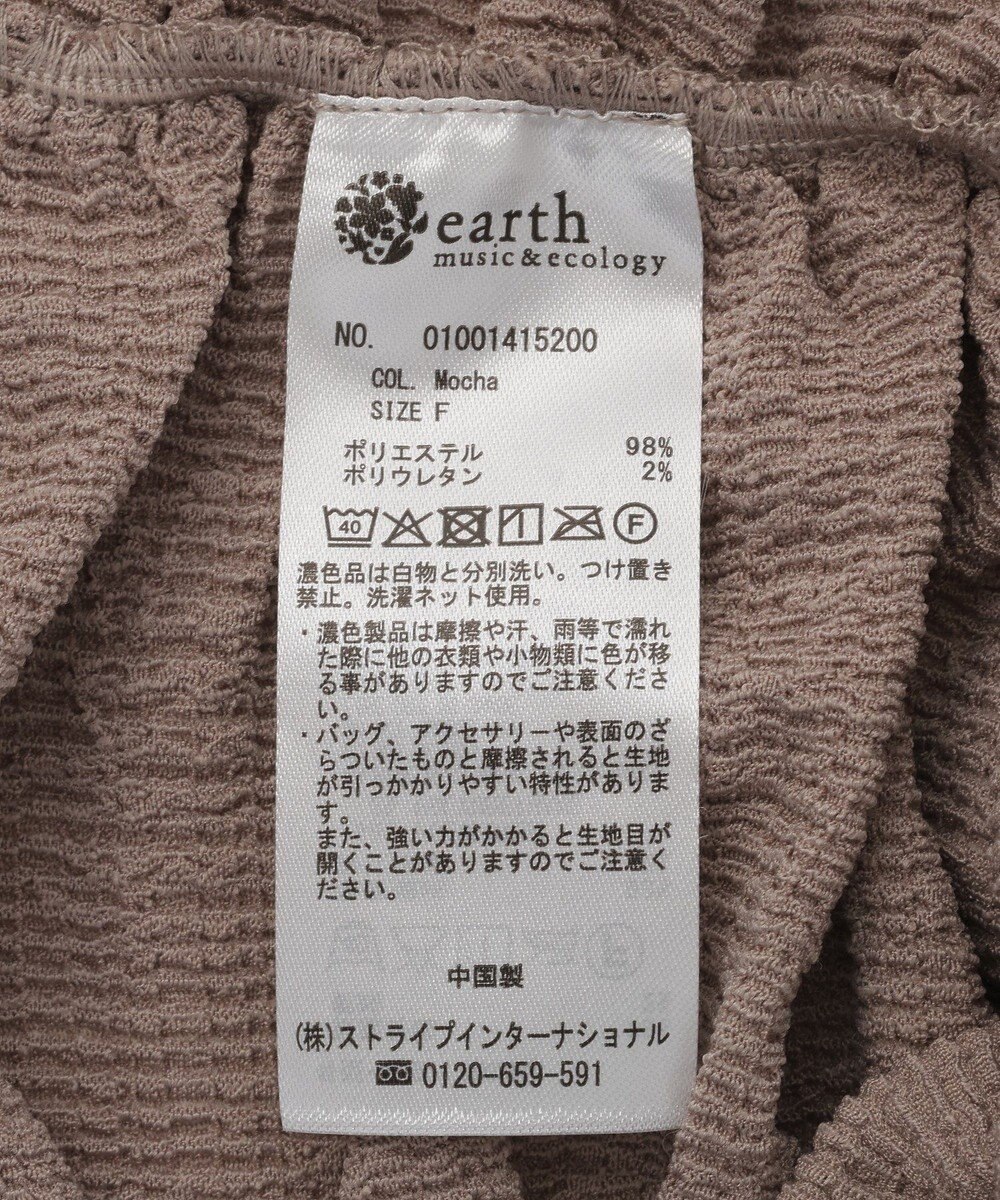 earth
music&ecology
NO. 01001415200
COL. Mocha
SIZE F
ポリエステル 98%
ポリウレタン 2%
40 F
濃色品は白物と分別洗い。つけ置き
禁止。洗濯ネット使用。
・濃色製品は摩擦や汗、雨等で濡れ
た際に他の衣類や小物類に色が移
る事がありますのでご注意くださ
い。
・バッグ、アクセサリーや表面のざ
らついたものと摩擦されると生地
が引っかかりやすい特性がありま
す。
また、強い力がかかると生地目が
開くことがありますのでご注意く
ださい。
中国製
(株)ストライプインターナショナル
0120-659-591